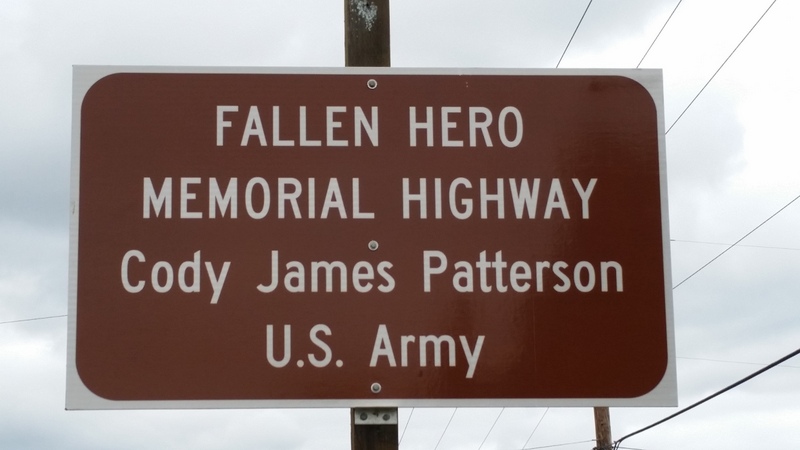 FALLEN HERO
MEMORIAL HIGHWAY
Cody James Patterson
U.S. Army